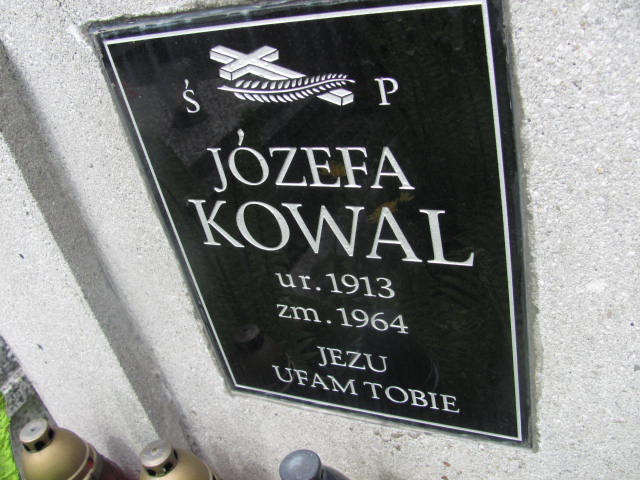 Ś P
JÓZEFA
KOWAL
ur. 1913
zm. 1964
JEZU
UFAM TOBIE